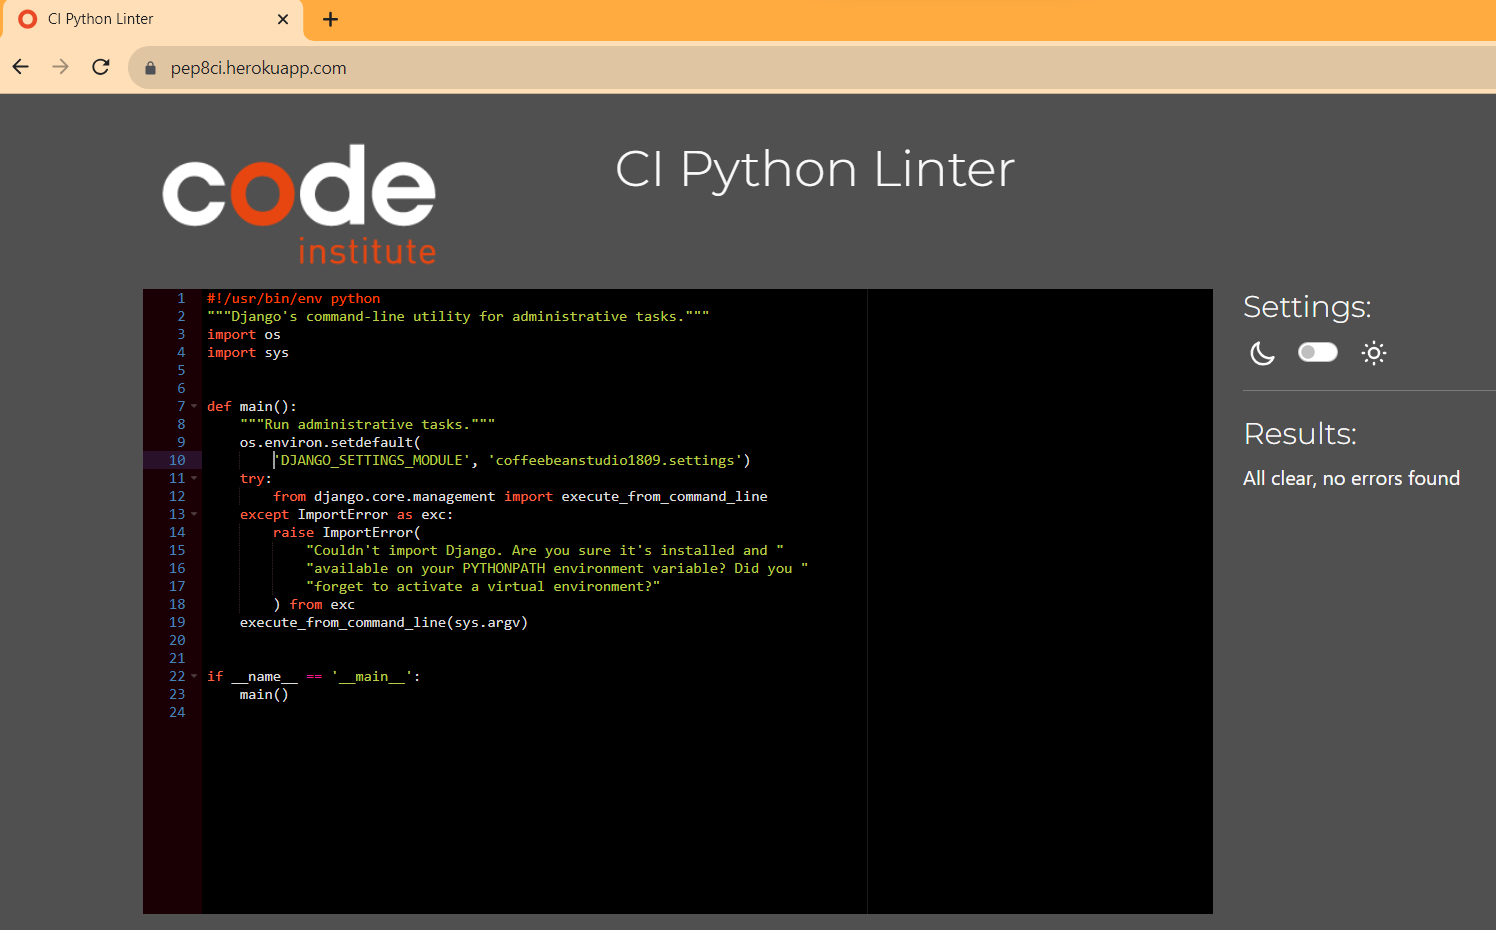 CI Python Linter
pep8ci.herokuapp.com
code
institute
CI Python Linter
1 #!/usr/bin/env python
2 """Django's command-line utility for administrative tasks."""
3 import os
4 import sys
5
6
7 def main():
8     """Run administrative tasks."""
9     os.environ.setdefault(
10         'DJANGO_SETTINGS_MODULE', 'coffeebeanstudio1809.settings')
11     try:
12         from django.core.management import execute_from_command_line
13     except ImportError as exc:
14         raise ImportError(
15             "Couldn't import Django. Are you sure it's installed and "
16             "available on your PYTHONPATH environment variable? Did you "
17             "forget to activate a virtual environment?"
18         ) from exc
19     execute_from_command_line(sys.argv)
20
21
22 if __name__ == '__main__':
23     main()
24
Settings:
Results:
All clear, no errors found